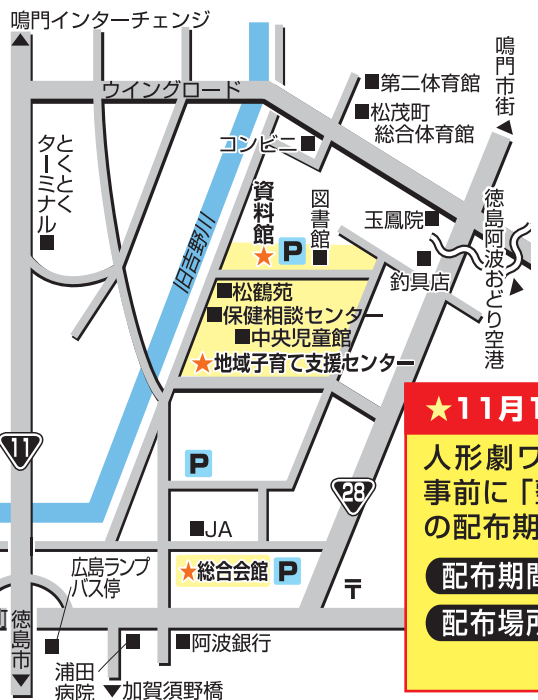 鳴門インターチェンジ
鳴門市街
ウイングロード
第二体育館
松茂町
総合体育館
コンビニ
とくとく
ターミナル
資料館
P
図書館
玉鳳院
徳島阿波おどり空港
釣具店
旧吉野川
松鶴苑
保健相談センター
中央児童館
★地域子育て支援センター
★11月1
人形劇ワ
事前に「
の配布期
配布期間
配布場所
11
P
28
JA
広島ランプ
バス停
★総合会館 P
〒
徳島市
阿波銀行
浦田
病院
加賀須野橋